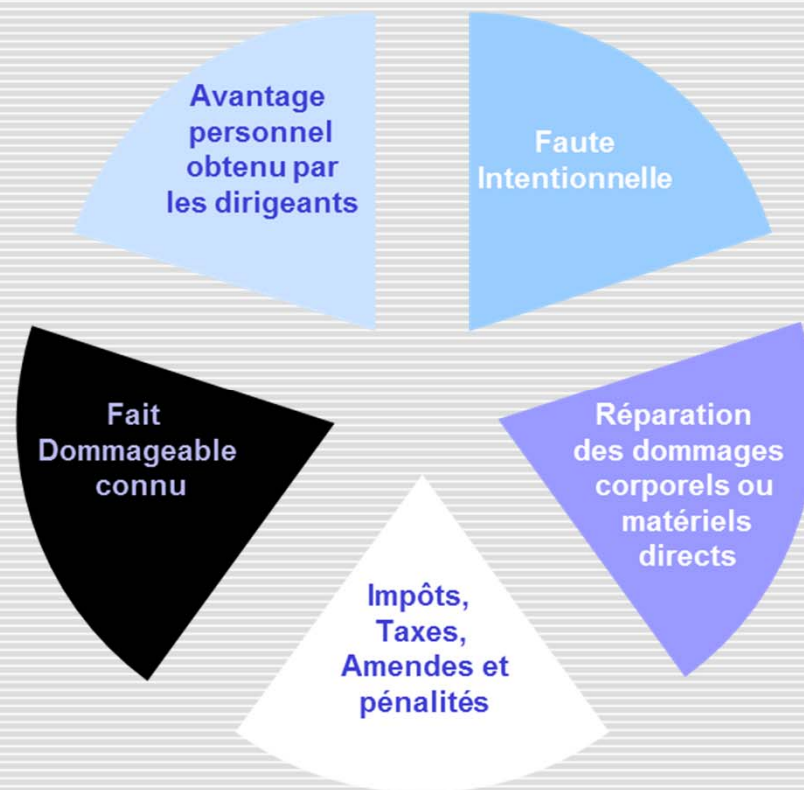 Avantage
personnel
obtenu par
les dirigeants
Faute
Intentionnelle
Fait
Dommageable
connu
Réparation
des dommages
corporels ou
matériels
directs
Impôts,
Taxes,
Amendes et
pénalités